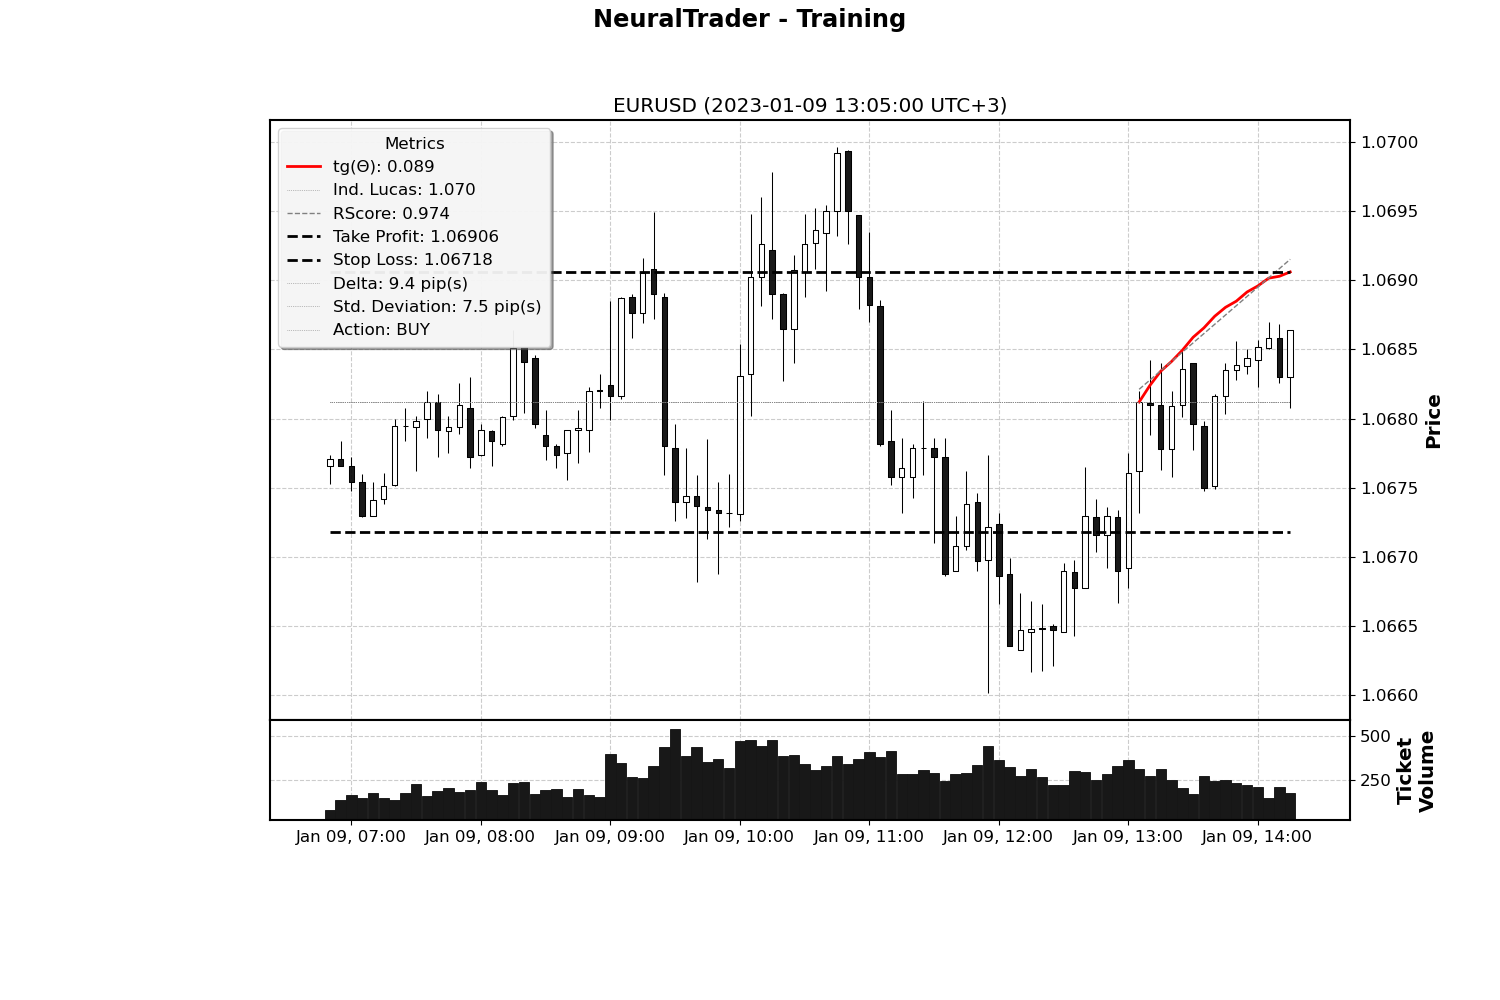 NeuralTrader - Training
EURUSD (2023-01-09 13:05:00 UTC+3)
Metrics
tg(Θ): 0.089
Ind. Lucas: 1.070
RScore: 0.974
Take Profit: 1.06906
Stop Loss: 1.06718
Delta: 9.4 pip(s)
Std. Deviation: 7.5 pip(s)
Action: BUY
1.0700
1.0695
1.0690
1.0685
1.0680
1.0675
1.0670
1.0665
1.0660
Price
500
250
Ticket
Volume
Jan 09, 07:00 Jan 09, 08:00 Jan 09, 09:00 Jan 09, 10:00 Jan 09, 11:00 Jan 09, 12:00 Jan 09, 13:00 Jan 09, 14:00